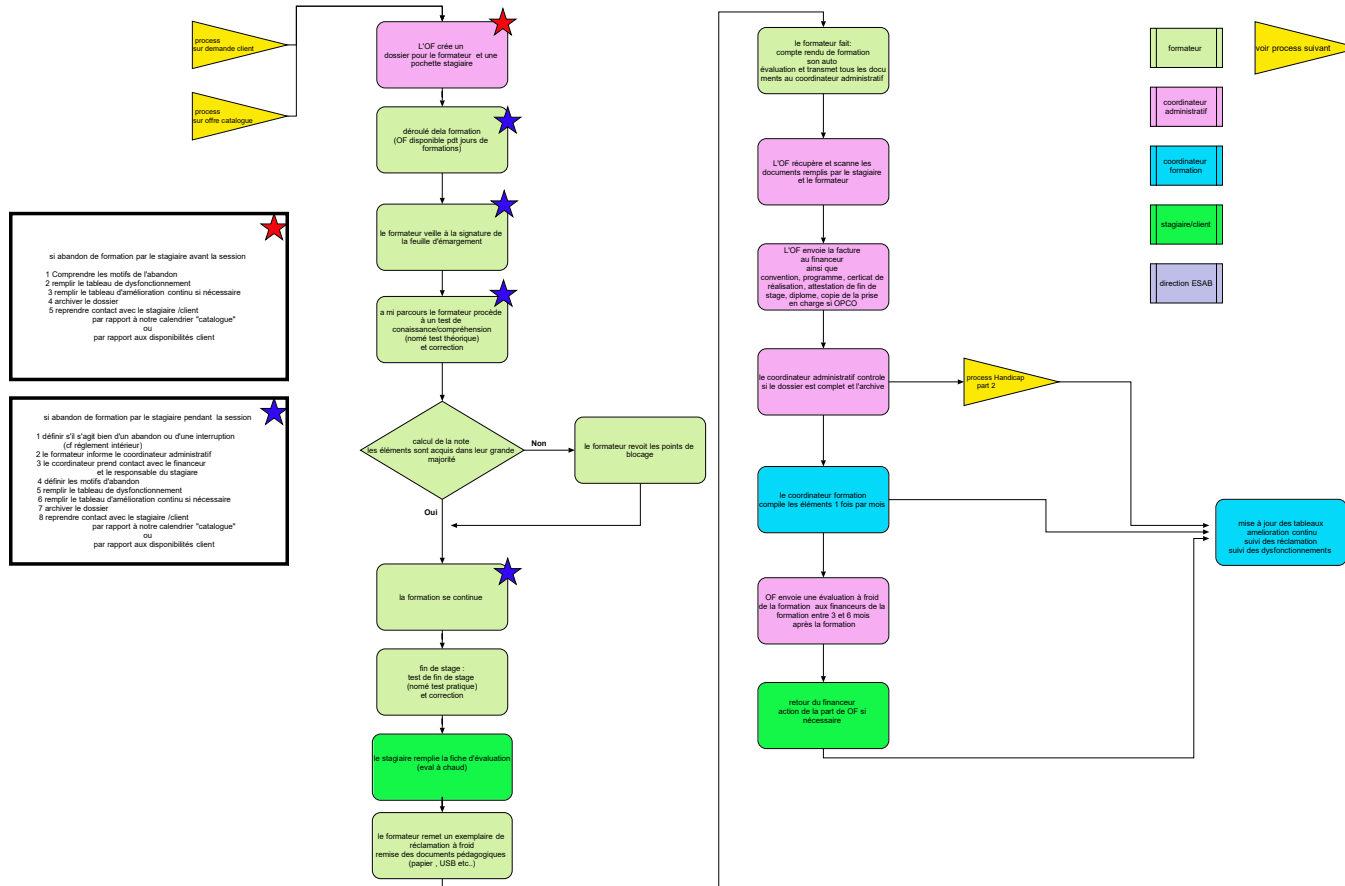 process
sur demande client
process
sur offre catalogue
L'OF crée un
dossier pour le formateur et une
pochette stagiaire
déroulé dela formation
(OF disponible pdt jours de
formations)
le formateur veille à la signature de
la feuille d'émargement
a mi parcours le formateur procède
à un test de
conaissance/compréhension
(nomé test théorique)
et correction
calcul de la note
les éléments sont acquis dans leur grande
majorité
Non
le formateur revoit les points de
blocage
Oui
la formation se continue
fin de stage :
test de fin de stage
(nomé test pratique)
et correction
le stagiaire remplie la fiche d'évaluation
(eval à chaud)
le formateur remet un exemplaire de
réclamation à froid
remise des documents pédagogiques
(papier , USB etc..)
si abandon de formation par le stagiaire avant la session
1 Comprendre les motifs de l'abandon
2 remplir le tableau de dysfonctionnement
3 remplir le tableau d'amélioration continu si nécessaire
4 archiver le dossier
5 reprendre contact avec le stagiaire /client
par rapport à notre calendrier "catalogue"
ou
par rapport aux disponibilités client
si abandon de formation par le stagiaire pendant la session
1 définir s'il s'agit bien d'un abandon ou d'une interruption
(cf réglement intérieur)
2 le formateur informe le coordinateur administratif
3 le coordinateur prend contact avec le financeur
et le responsable du stagiare
4 définir les motifs d'abandon
5 remplir le tableau de dysfonctionnement
6 remplir le tableau d'amélioration continu si nécessaire
7 archiver le dossier
8 reprendre contact avec le stagiaire /client
par rapport à notre calendrier "catalogue"
ou
par rapport aux disponibilités client
le formateur fait:
compte rendu de formation
son auto
évaluation et transmet tous les docu
ments au coordinateur administratif
L'OF récupère et scanne les
documents remplis par le stagiaire
et le formateur
L'OF envoie la facture
au financeur
ainsi que
convention, programme, certicat de
réalisation, attestation de fin de
stage, diplome, copie de la prise
en charge si OPCO
le coordinateur administratif controle
si le dossier est complet et l'archive
process Handicap
part 2
le coordinateur formation
compile les éléments 1 fois par mois
OF envoie une évaluation à froid
de la formation aux financeurs de la
formation entre 3 et 6 mois
après la formation
retour du financeur
action de la part de OF si
nécessaire
mise à jour des tableaux
amelioration continu
suivi des réclamation
suivi des dysfonctionnements
formateur
coordinateur
administratif
coordinateur
formation
stagiaire/client
direction ESAB
voir process suivant